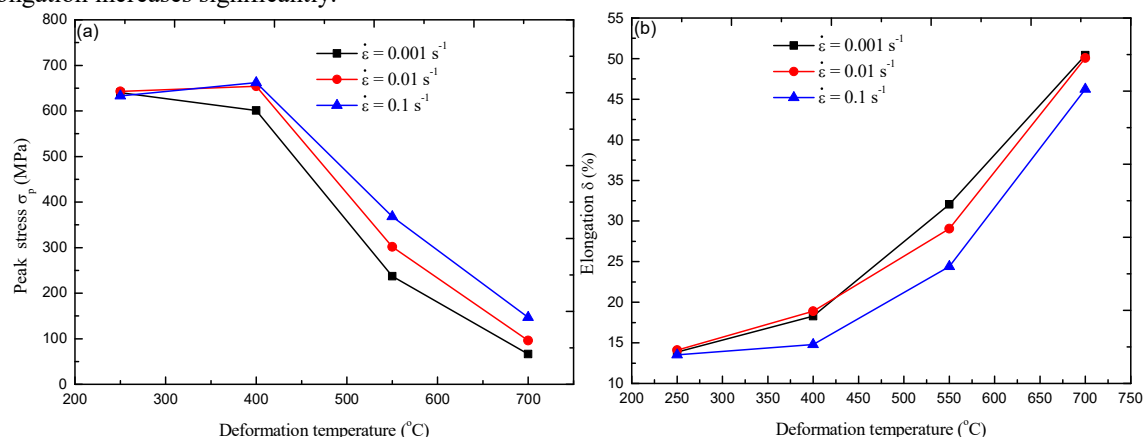 ongation increases significantly.
(a)
ε̇ = 0.001 s⁻¹
ε̇ = 0.01 s⁻¹
ε̇ = 0.1 s⁻¹
Peak stress σp (MPa)
800
700
600
500
400
300
200
100
0
200 300 400 500 600 700
Deformation temperature (°C)
(b)
ε̇ = 0.001 s⁻¹
ε̇ = 0.01 s⁻¹
ε̇ = 0.1 s⁻¹
Elongation δ (%)
55
50
45
40
35
30
25
20
15
10
200 250 300 350 400 450 500 550 600 650 700 750
Deformation temperature (°C)